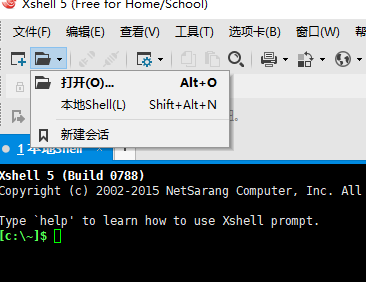 Xshell 5 (Free for Home/School)
文件(F) 编辑(E) 查看(V) 工具(T) 选项卡(B) 窗口(W)
打开(O)... Alt+O
本地Shell(L) Shift+Alt+N
新建会话
1 本地Shell
Xshell 5 (Build 0788)
Copyright (c) 2002-2015 NetSarang Computer, Inc. All
Type `help' to learn how to use Xshell prompt.
[c:\~]$